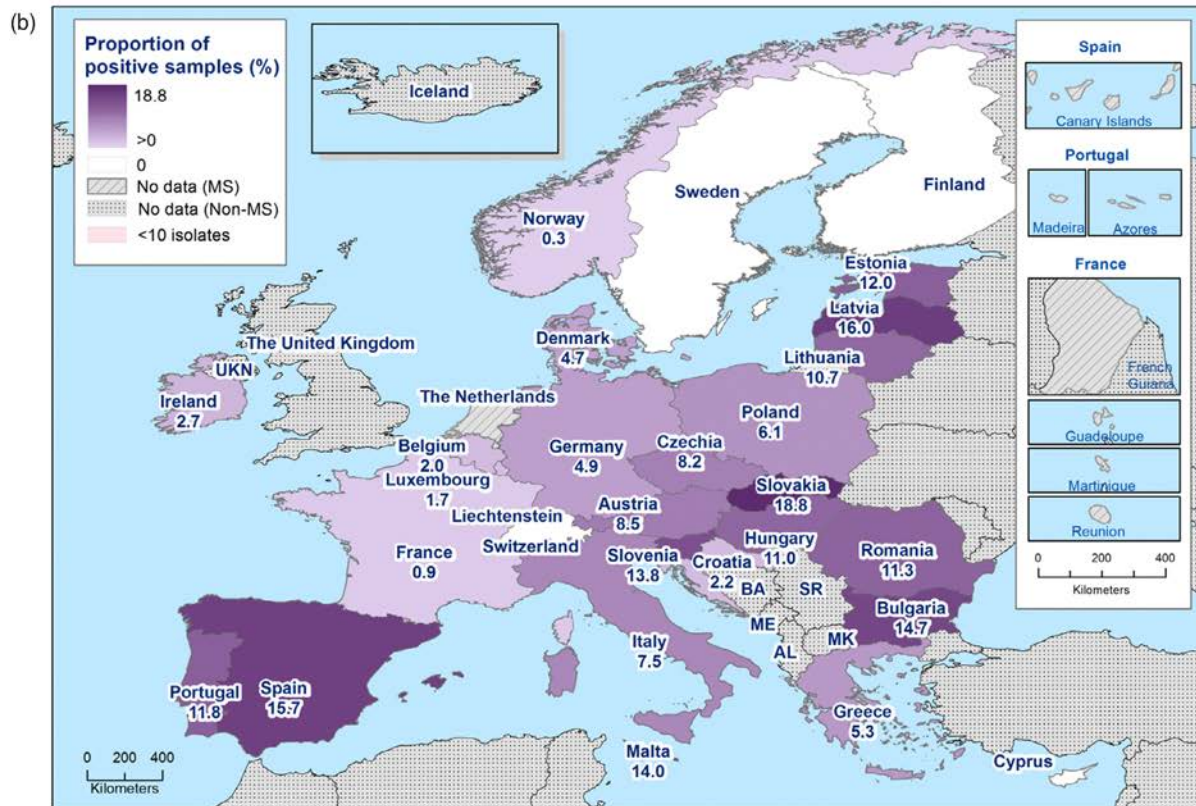 (b)
Proportion of
positive samples (%)
18.8
>0
0
No data (MS)
No data (Non-MS)
<10 isolates
Iceland
Norway
0.3
Sweden
Finland
Estonia
12.0
Latvia
16.0
Lithuania
10.7
Denmark
4.7
The United Kingdom
UKN
Ireland
2.7
The Netherlands
Belgium
2.0
Luxembourg
1.7
Germany
4.9
Poland
6.1
Czechia
8.2
Slovakia
18.8
Austria
8.5
Liechtenstein
Switzerland
France
0.9
Slovenia
13.8
Croatia
2.2
Hungary
11.0
Romania
11.3
BA
SR
Bulgaria
14.7
ME
MK
AL
Italy
7.5
Portugal
11.8
Spain
15.7
Greece
5.3
Malta
14.0
Cyprus
0 200 400
Kilometers
Spain
Canary Islands
Portugal
Madeira
Azores
France
French
Guiana
Guadeloupe
Martinique
Reunion
0 200 400
Kilometers